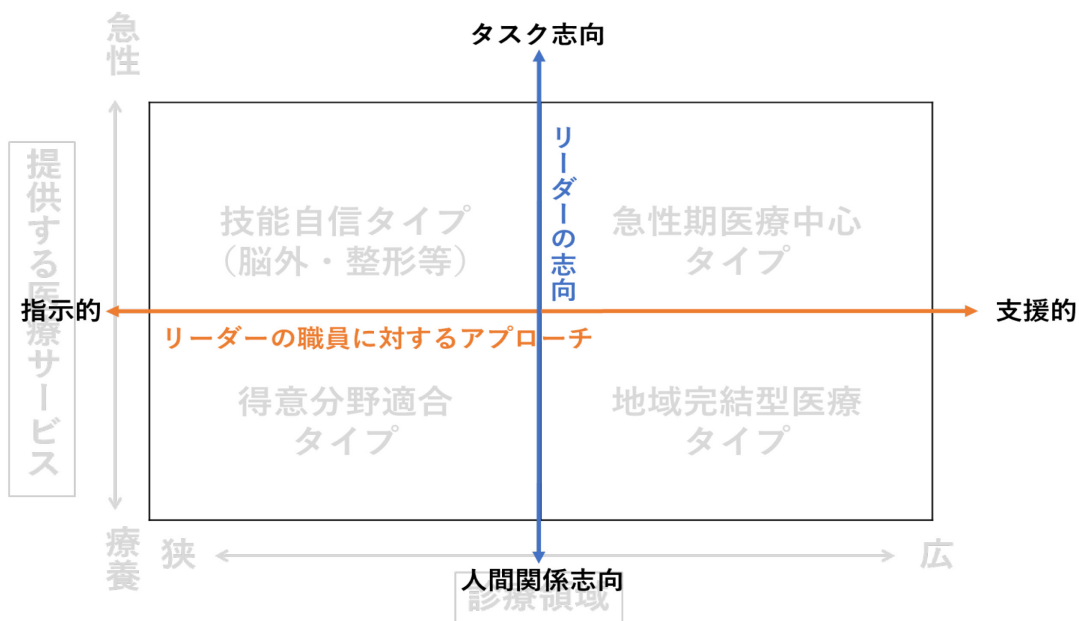 急性
タスク志向
リーダーの志向
提供する医療サービス
技能自信タイプ
（脳外・整形等）
急性期医療中心
タイプ
指示的
支援的
リーダーの職員に対するアプローチ
得意分野適合
タイプ
地域完結型医療
タイプ
療養
狭
広
人間関係志向
診療領域